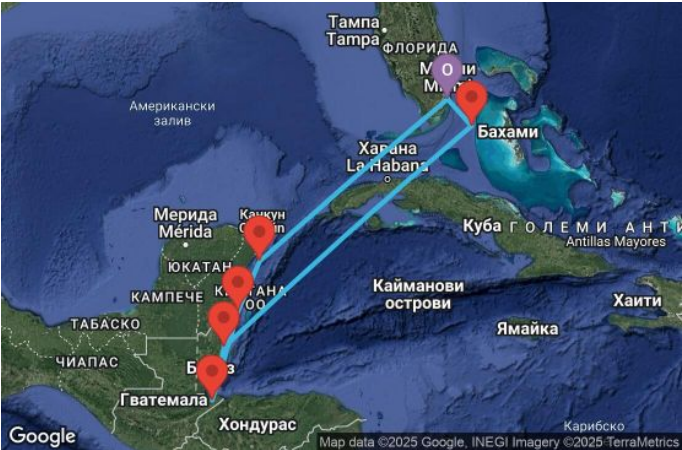 Тампа
Tampa
ФЛОРИДА
О
Бахами
Американски
залив
Хавана
La Habana
Мерида
Mérida
Канкун
Куба
ГОЛЕМИ АНТИ
Antillas Mayores
ЮКАТАН
КАМПЕЧЕ
ОО
Кайманови
острови
Хаити
ТАБАСКО
Ямайка
ЧИАПАС
Гватемала
Хондурас
Карибско
Google
Map data ©2025 Google, INEGI Imagery ©2025 TerraMetrics